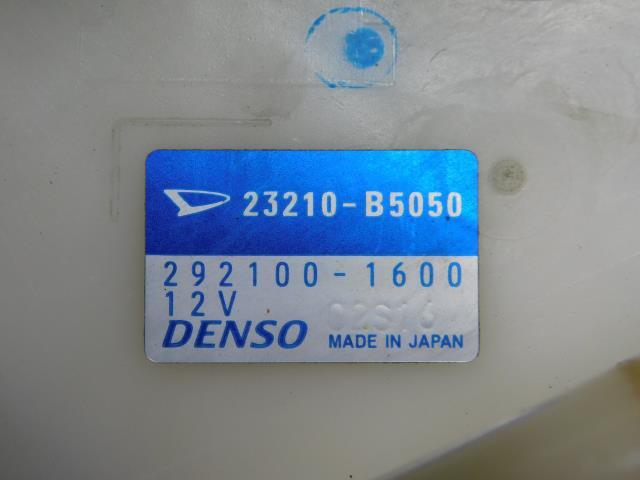 23210-B5050
292100-1600
12V
DENSO
MADE IN JAPAN